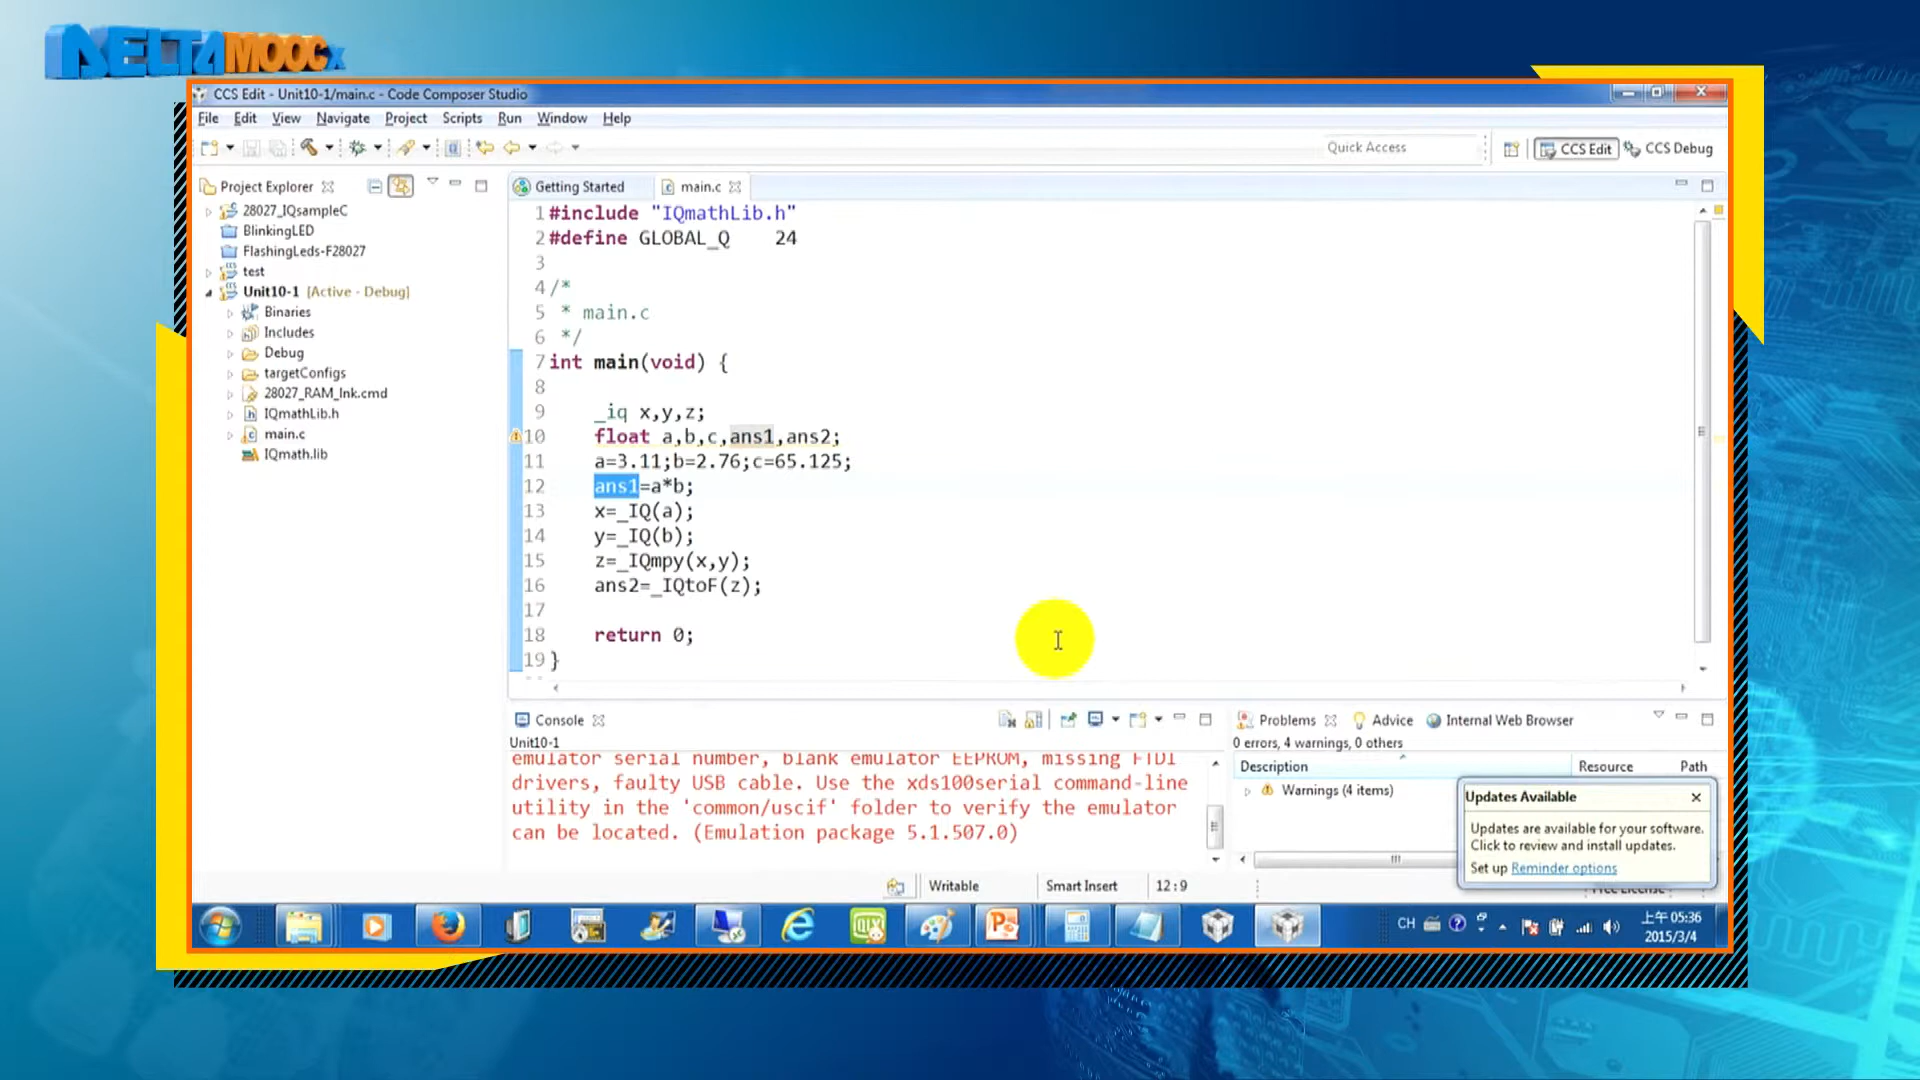 DELTAMOOCx
CCS Edit - Unit10-1/main.c - Code Composer Studio
File Edit View Navigate Project Scripts Run Window Help
Quick Access
CCS Edit
CCS Debug
Project Explorer
28027_IQsampleC
BlinkingLED
FlashingLeds-F28027
test
Unit10-1 [Active - Debug]
Binaries
Includes
Debug
targetConfigs
28027_RAM_lnk.cmd
IQmathLib.h
main.c
IQmath.lib
Getting Started
main.c
1 #include "IQmathLib.h"
2 #define GLOBAL_Q    24
3
4 /*
5  * main.c
6  */
7 int main(void) {
8
9     _iq x,y,z;
10     float a,b,c,ans1,ans2;
11     a=3.11;b=2.76;c=65.125;
12     ans1=a*b;
13     x=_IQ(a);
14     y=_IQ(b);
15     z=_IQmpy(x,y);
16     ans2=_IQtoF(z);
17
18     return 0;
19 }
Console
Unit10-1
emulator serial number, blank emulator EEPROM, missing FTDI
drivers, faulty USB cable. Use the xds100serial command-line
utility in the 'common/uscif' folder to verify the emulator
can be located. (Emulation package 5.1.507.0)
Problems
Advice
Internal Web Browser
0 errors, 4 warnings, 0 others
Description
Resource
Path
Warnings (4 items)
Updates Available
Updates are available for your software.
Click to review and install updates.
Set up Reminder options
Free License
Writable
Smart Insert
12:9
CH
上午 05:36
2015/3/4